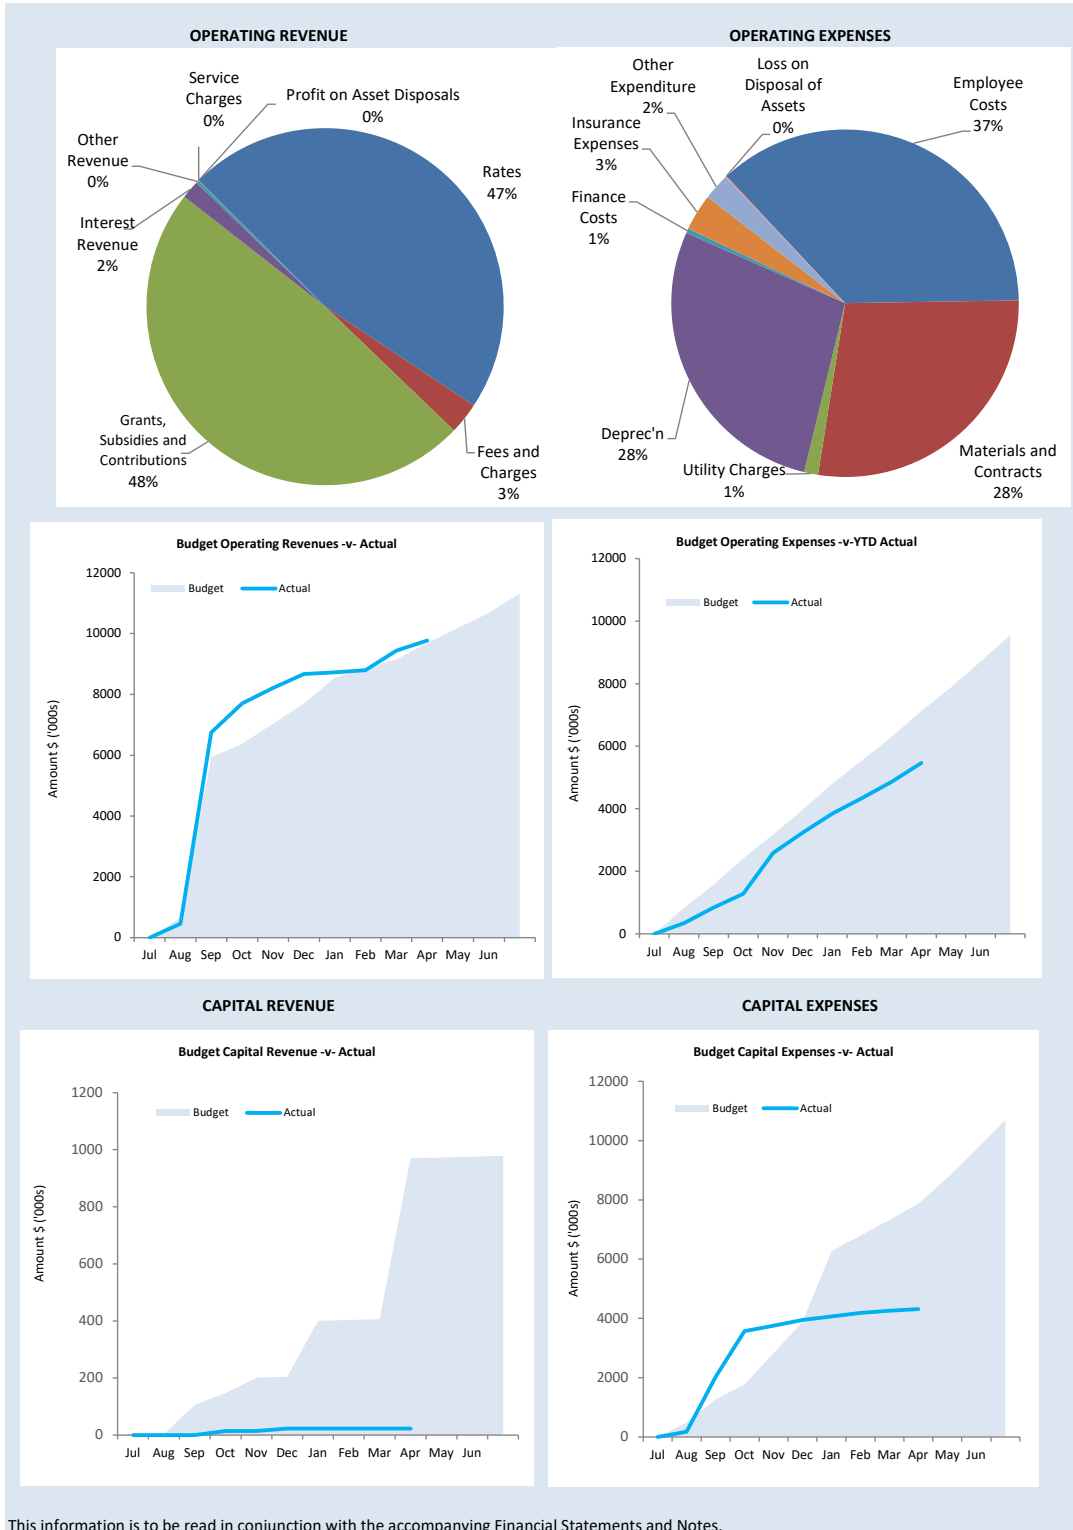 OPERATING REVENUE
OPERATING EXPENSES
Service
Charges
0%
Profit on Asset Disposals
0%
Other
Revenue
0%
Rates
47%
Interest
Revenue
2%
Grants,
Subsidies and
Contributions
48%
Fees and
Charges
3%
Other
Expenditure
2%
Loss on
Disposal of
Assets
0%
Employee
Costs
37%
Insurance
Expenses
3%
Finance
Costs
1%
Deprec'n
28%
Utility Charges
1%
Materials and
Contracts
28%
Budget Operating Revenues -v- Actual
Budget
Actual
Amount $ ('000s)
12000
10000
8000
6000
4000
2000
0
Jul Aug Sep Oct Nov Dec Jan Feb Mar Apr May Jun
Budget Operating Expenses -v-YTD Actual
Budget
Actual
Amount $ ('000s)
12000
10000
8000
6000
4000
2000
0
Jul Aug Sep Oct Nov Dec Jan Feb Mar Apr May Jun
CAPITAL REVENUE
CAPITAL EXPENSES
Budget Capital Revenue -v- Actual
Budget
Actual
Amount $ ('000s)
1200
1000
800
600
400
200
0
Jul Aug Sep Oct Nov Dec Jan Feb Mar Apr May Jun
Budget Capital Expenses -v- Actual
Budget
Actual
Amount $ ('000s)
12000
10000
8000
6000
4000
2000
0
Jul Aug Sep Oct Nov Dec Jan Feb Mar Apr May Jun
This information is to be read in conjunction with the accompanying Financial Statements and Notes.